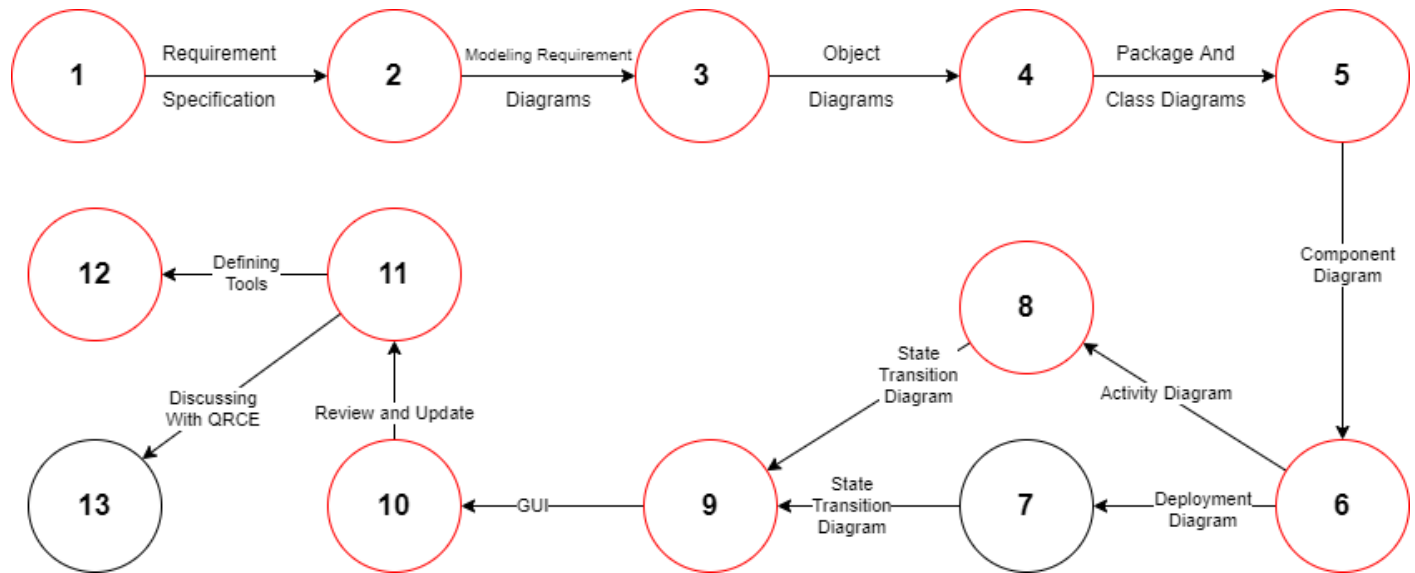 1
Requirement
Specification
2
Modeling Requirement
Diagrams
3
Object
Diagrams
4
Package And
Class Diagrams
5
Component
Diagram
12
Defining
Tools
11
8
State
Transition
Diagram
Activity Diagram
Discussing
With QRCE
Review and Update
13
10
GUI
9
State
Transition
Diagram
7
Deployment
Diagram
6